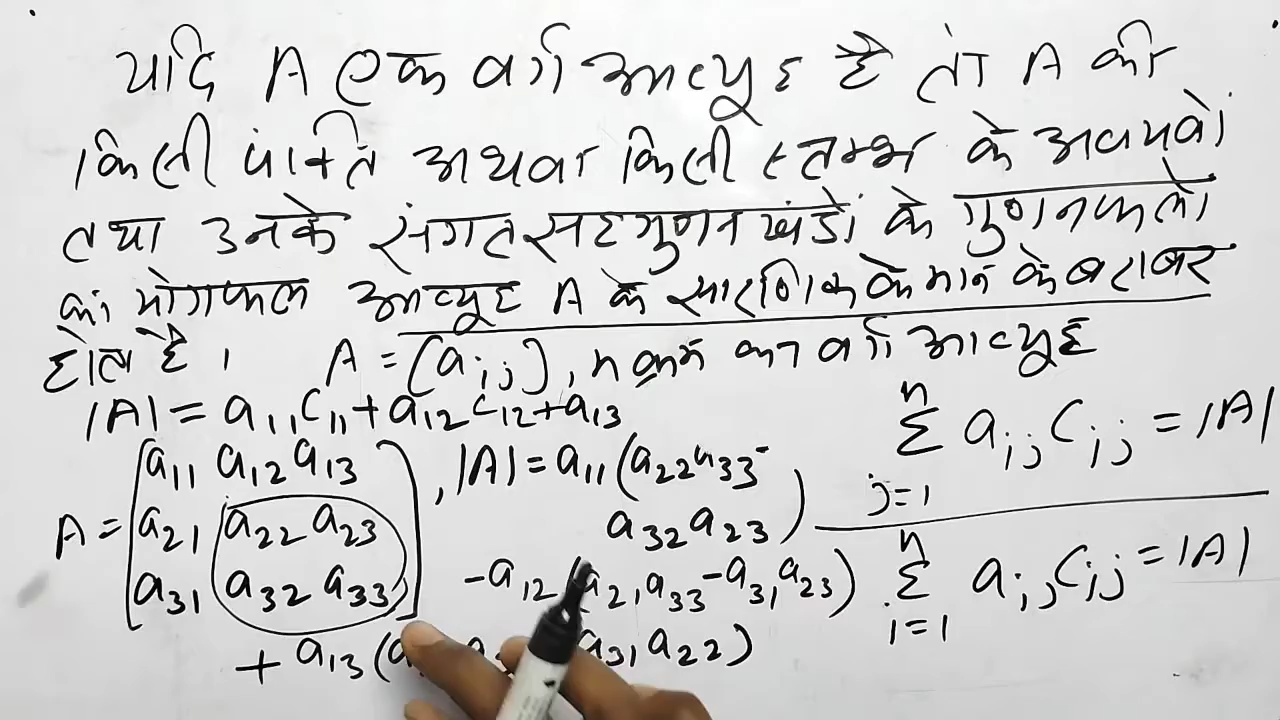 यदि A एक वर्ग आव्यूह है तो A की
किसी पंक्ति अथवा किसी स्तम्भ के अवयवों
तथा उनके संगत सहगुणनखंडों के गुणनफलों
का योगफल आव्यूह A के सारणिक के मान के बराबर
होता है । A = [aᵢⱼ], n क्रम का वर्ग आव्यूह
|A| = a₁₁c₁₁ + a₁₂c₁₂ + a₁₃
A = [a₁₁ a₁₂ a₁₃
a₂₁ a₂₂ a₂₃
a₃₁ a₃₂ a₃₃]
, |A| = a₁₁(a₂₂a₃₃ -
a₃₂a₂₃)
- a₁₂(a₂₁a₃₃ - a₃₁a₂₃)
+ a₁₃( a₃₁a₂₂)
n
Σ aᵢⱼcᵢⱼ = |A|
j=1
n
Σ aᵢⱼcᵢⱼ = |A|
i=1